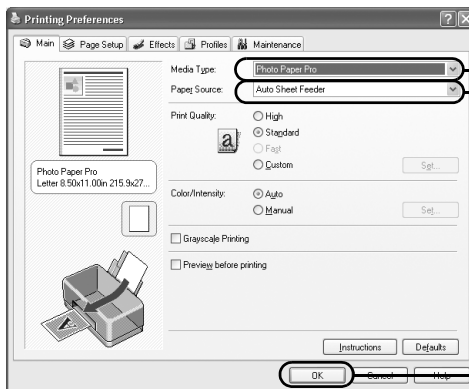 Printing Preferences
Main Page Setup Effects Profiles Maintenance
Media Type: Photo Paper Pro
Paper Source: Auto Sheet Feeder
Print Quality: High
Standard
Fast
Custom Set...
Photo Paper Pro
Letter 8.50x11.00in 215.9x27...
Color/Intensity: Auto
Manual Set...
Grayscale Printing
Preview before printing
Instructions Defaults
OK Cancel Help